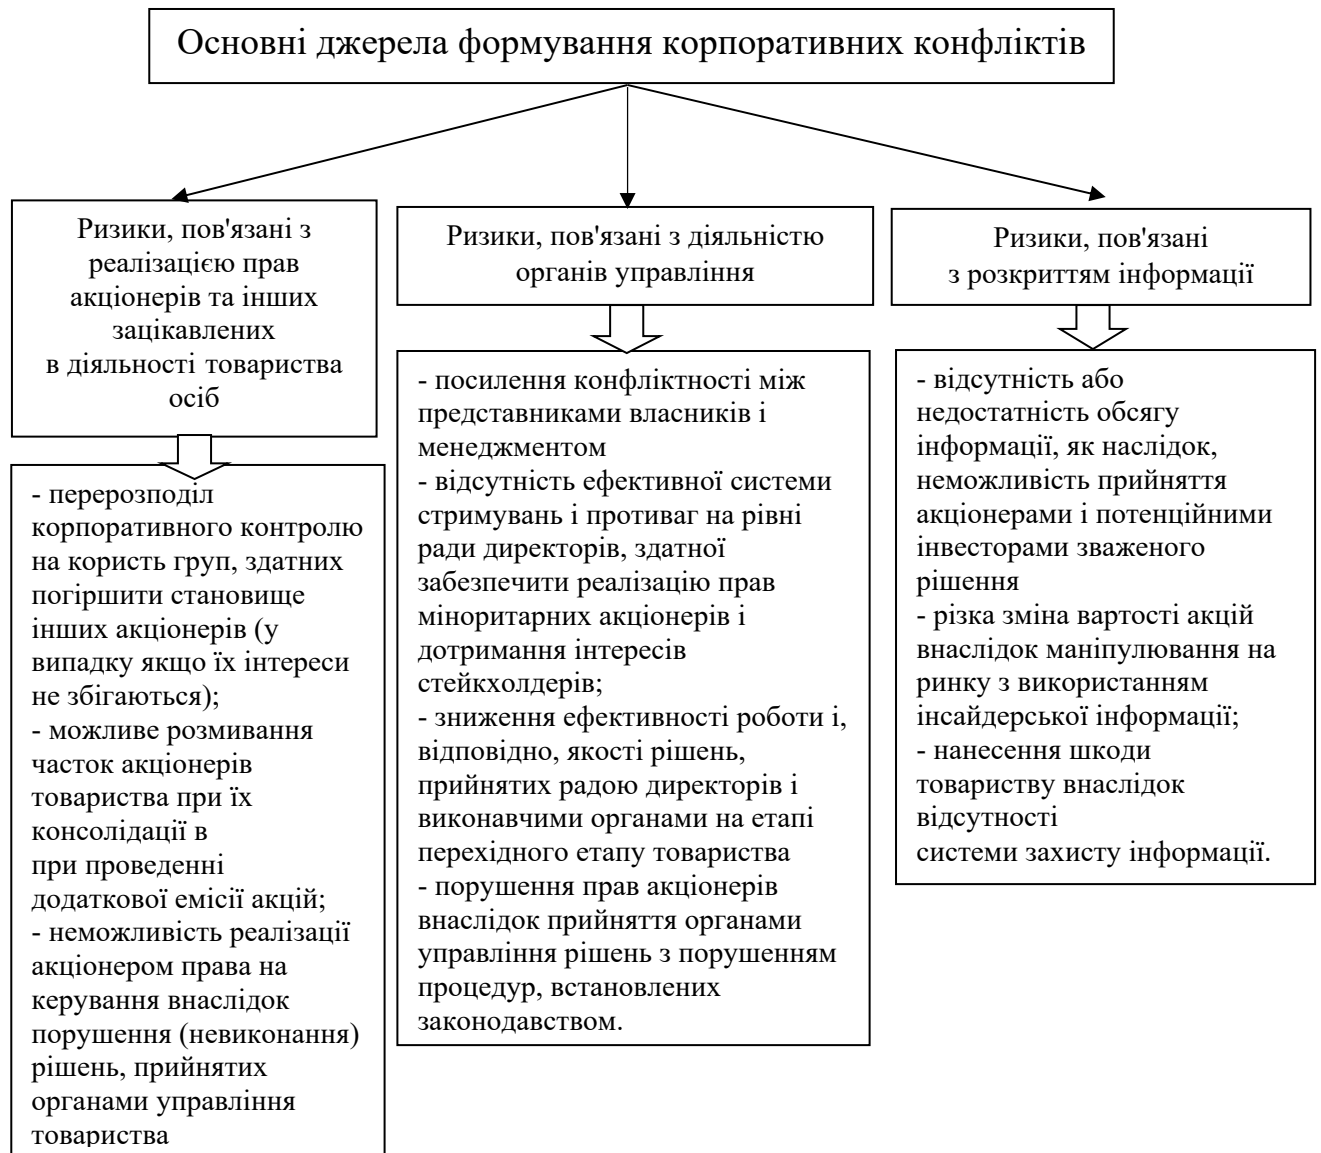 Основні джерела формування корпоративних конфліктів
Ризики, пов'язані з
реалізацією прав
акціонерів та інших
зацікавлених
в діяльності товариства
осіб
- перерозподіл
корпоративного контролю
на користь груп, здатних
погіршити становище
інших акціонерів (у
випадку якщо їх інтереси
не збігаються);
- можливе розмивання
часток акціонерів
товариства при їх
консолідації в
при проведенні
додаткової емісії акцій;
- неможливість реалізації
акціонером права на
керування внаслідок
порушення (невиконання)
рішень, прийнятих
органами управління
товариства
Ризики, пов'язані з діяльністю
органів управління
- посилення конфліктності між
представниками власників і
менеджментом
- відсутність ефективної системи
стримувань і противаг на рівні
ради директорів, здатної
забезпечити реалізацію прав
міноритарних акціонерів і
дотримання інтересів
стейкхолдерів;
- зниження ефективності роботи і,
відповідно, якості рішень,
прийнятих радою директорів і
виконавчими органами на етапі
перехідного етапу товариства
- порушення прав акціонерів
внаслідок прийняття органами
управління рішень з порушенням
процедур, встановлених
законодавством.
Ризики, пов'язані
з розкриттям інформації
- відсутність або
недостатність обсягу
інформації, як наслідок,
неможливість прийняття
акціонерами і потенційними
інвесторами зваженого
рішення
- різка зміна вартості акцій
внаслідок маніпулювання на
ринку з використанням
інсайдерської інформації;
- нанесення шкоди
товариству внаслідок
відсутності
системи захисту інформації.